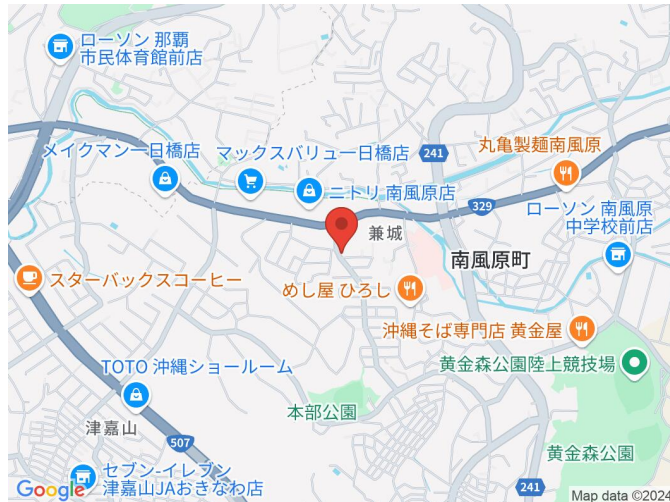 ローソン 那覇
市民体育館前店
メイクマン一日橋店
マックスバリュー一日橋店
241
丸亀製麺南風原
ニトリ 南風原店
329
ローソン 南風原
中学校前店
兼城
南風原町
スターバックスコーヒー
めし屋 ひろし
沖縄そば専門店 黄金屋
TOTO 沖縄ショールーム
黄金森公園陸上競技場
本部公園
津嘉山
507
黄金森公園
セブン-イレブン
津嘉山JAおきなわ店
241
Google
Map data ©2024